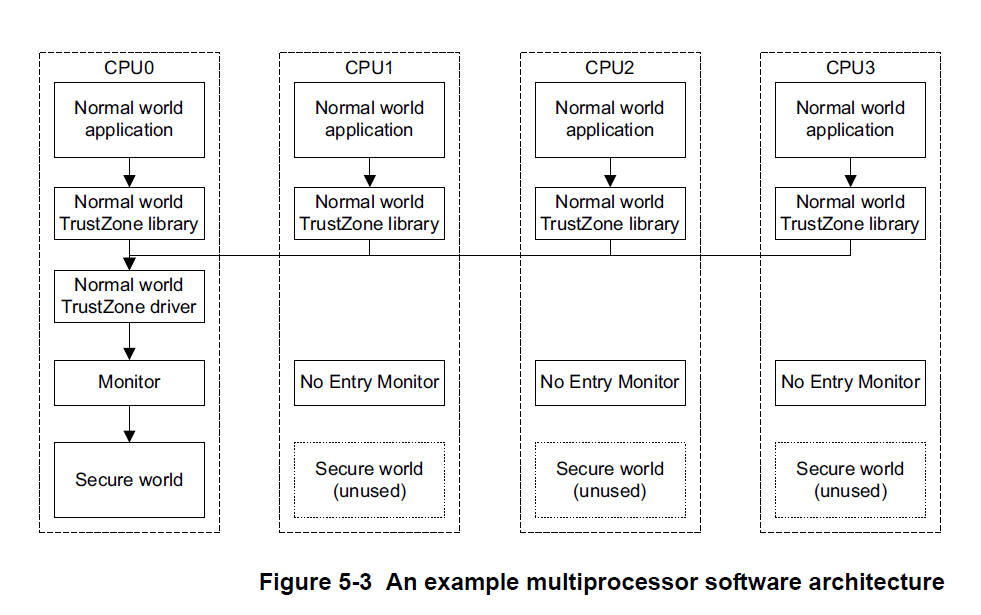 CPU0
CPU1
CPU2
CPU3
Normal world
application
Normal world
application
Normal world
application
Normal world
application
Normal world
TrustZone library
Normal world
TrustZone library
Normal world
TrustZone library
Normal world
TrustZone library
Normal world
TrustZone driver
Monitor
No Entry Monitor
No Entry Monitor
No Entry Monitor
Secure world
Secure world
(unused)
Secure world
(unused)
Secure world
(unused)
Figure 5-3 An example multiprocessor software architecture